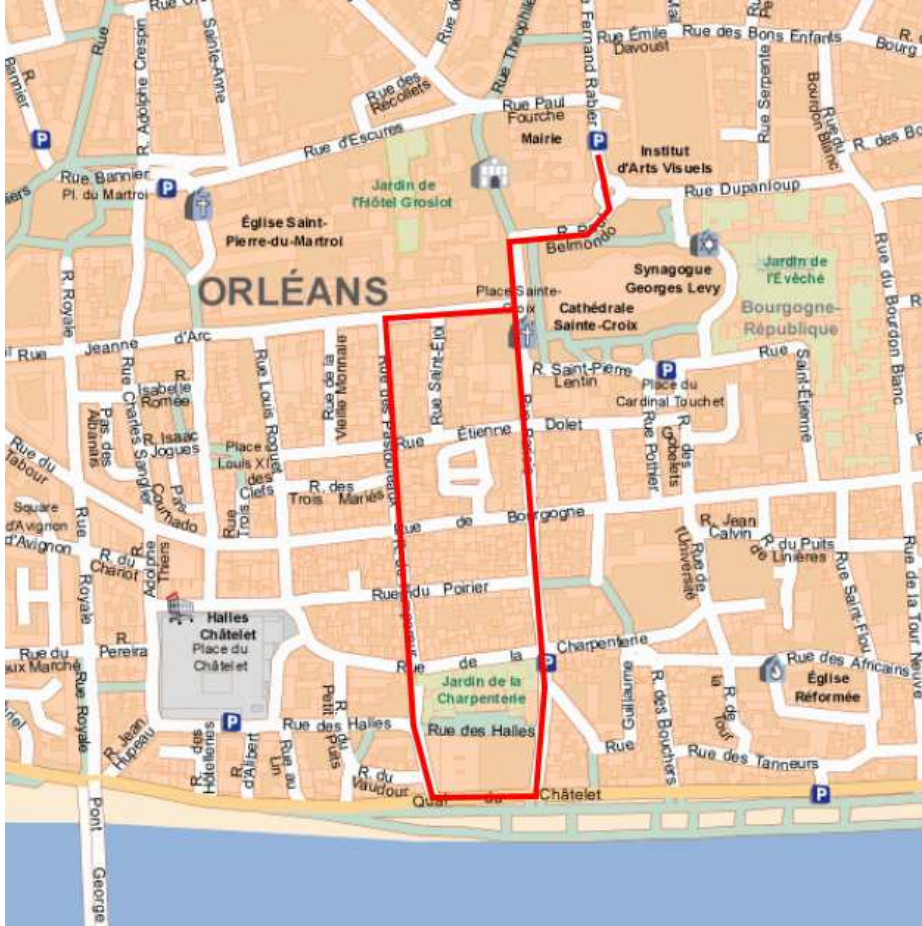 R. Adolphe Crespin
Sainte-Anne
Rue
Rue des
Récollets
Rue Fernand Rabier
Rue Émile
Davoust
Rue des Bons Enfants
Mail
Rue Serpente
Bourg
R.
Bannier
Rue d'Escures
Rue Paul
Fourche
Mairie
Institut
d'Arts Visuels
Rue du
Bourdon Blanc
Rue Bannier
Pl. du Martroi
Jardin de
l'Hôtel Groslot
Rue Dupanloup
Église Saint-
Pierre-du-Martroi
Belmondo
Synagogue
Georges Levy
Jardin de
l'Évêché
Rue du Bourdon Blanc
ORLÉANS
Place Sainte-
Croix
Cathédrale
Sainte-Croix
Bourgogne-
République
R. Royale
Rue
Jeanne
d'Arc
Rue de la
Vieille Monnaie
Rue des Pastoureaux
Rue Saint-Éloi
R. Saint-Pierre
Lentin
Place du
Cardinal Touchet
Rue
Saint-Étienne
Rue Charles Sanglier
R.
Isabelle
Romée
Rue Louis Roguet
Pas. des
Albanins
R. Isaac
Jogues
Rue
Étienne
Dolet
Rue Pothier
R. des
Gobelets
Rue du
Tabour
Place
Louis XI
R. des
Trois Mariés
Rue
Trois
Clefs
des
Square
d'Avignon
d'Avignon
Rue
de
Bourgogne
R. Jean
Calvin
R. du Puits
de Linières
Rue de
l'Université
R. du
Chariot
R.
Adolphe
Thiers
Rue
Royale
Rue du Poirier
Rue Saint-Flou
Rue de la Tour
Neuve
Halles
Châtelet
Place du
Châtelet
R.
Pereira
Rue du
aux Marché
Rue
de
la
Charpenterie
Rue des Africains
Église
Réformée
Jardin de la
Charpenterie
Rue Royale
R. Jean
Hupeau
R. des
Hôtelleries
R.
d'Alibert
Rue au
Lin
Rue des Halles
Petit
R. du
Puits
Rue des Halles
Guillaume
Rue
R. des Bouchers
R. de
la
Tour
Rue des Tanneurs
R. du
Vaudour
Quai
du
Châtelet
Pont
George